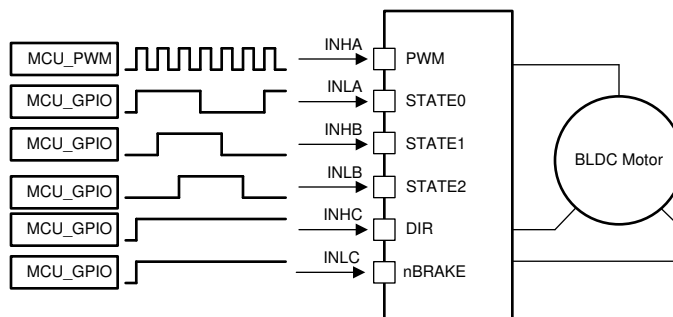 MCU_PWM INHA PWM
MCU_GPIO INLA STATE0
MCU_GPIO INHB STATE1
MCU_GPIO INLB STATE2
MCU_GPIO INHC DIR
MCU_GPIO INLC nBRAKE
BLDC Motor